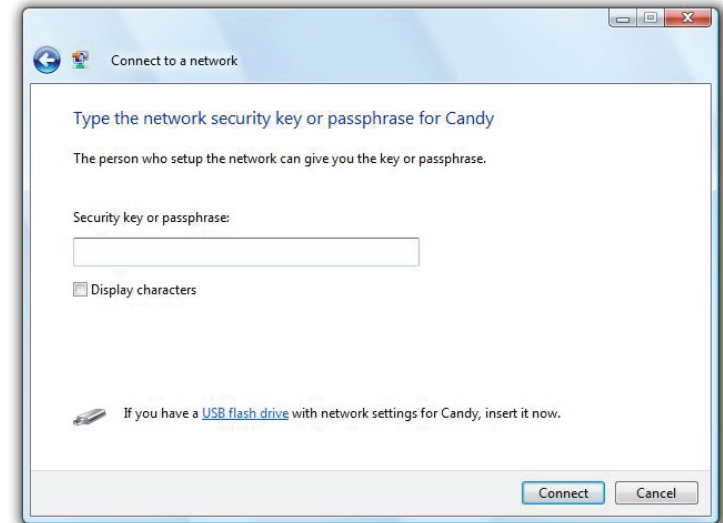 Connect to a network
Type the network security key or passphrase for Candy
The person who setup the network can give you the key or passphrase.
Security key or passphrase:
Display characters
If you have a USB flash drive with network settings for Candy, insert it now.
Connect Cancel